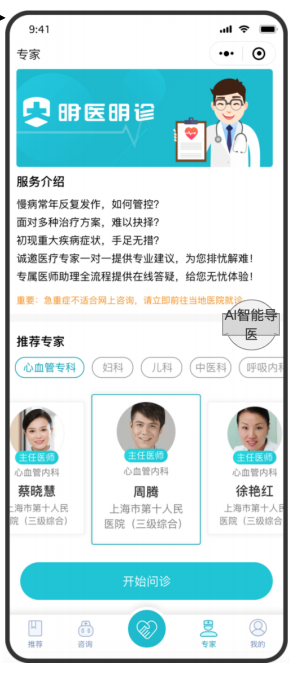 9:41
专家
明医明诊
服务介绍
慢病常年反复发作，如何管控？
面对多种治疗方案，难以抉择？
初现重大疾病症状，手足无措？
诚邀医疗专家一对一提供专业建议，为您排忧解难！
专属医师助理全流程提供在线答疑，给您无忧体验！
重要：急重症不适合网上咨询，请立即前往当地医院就诊
AI智能导
医
推荐专家
心血管专科
妇科
儿科
中医科
呼吸内科
主任医师
心血管内科
蔡晓慧
上海市第十人民
医院（三级综合）
主任医师
心血管内科
周腾
上海市第十人民
医院（三级综合）
主任医师
心血管内科
徐艳红
上海市第十人民
医院（三级综合
开始问诊
推荐
咨询
专家
我的